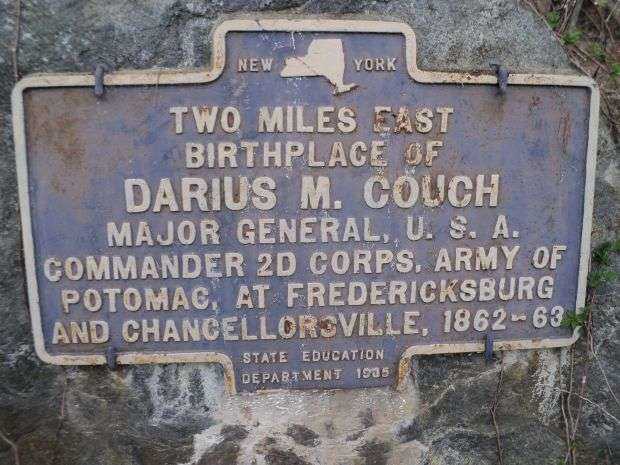 NEW YORK
TWO MILES EAST
BIRTHPLACE OF
DARIUS M. COUCH
MAJOR GENERAL, U. S. A.
COMMANDER 2D CORPS, ARMY OF
POTOMAC, AT FREDERICKSBURG
AND CHANCELLORSVILLE, 1862-63
STATE EDUCATION
DEPARTMENT 1935